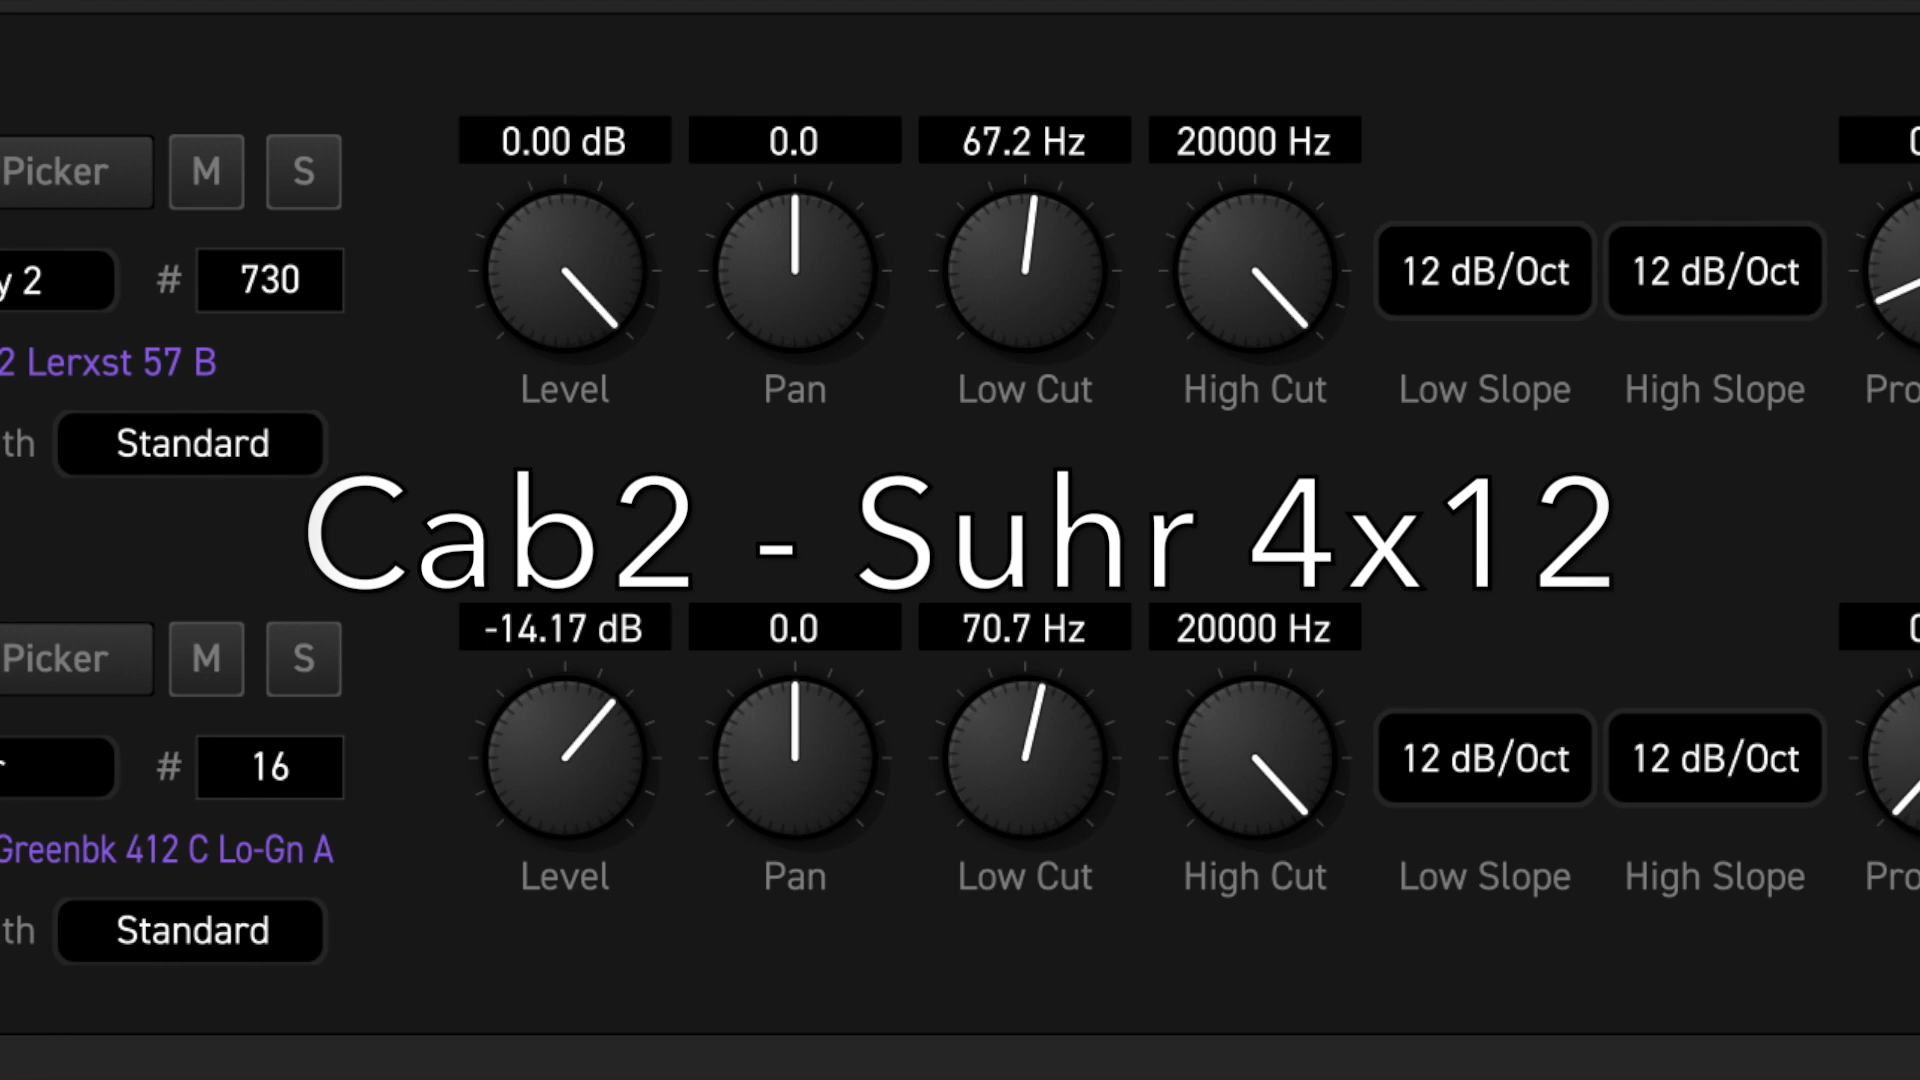 0.00 dB 0.0 67.2 Hz 20000 Hz
Picker M S
12 dB/Oct 12 dB/Oct
y 2 # 730
2 Lerxst 57 B
Level Pan Low Cut High Cut Low Slope High Slope Pro
th Standard
Cab2 - Suhr 4x12
-14.17 dB 0.0 70.7 Hz 20000 Hz
Picker M S
12 dB/Oct 12 dB/Oct
# 16
Greenbk 412 C Lo-Gn A
Level Pan Low Cut High Cut Low Slope High Slope Pro
th Standard